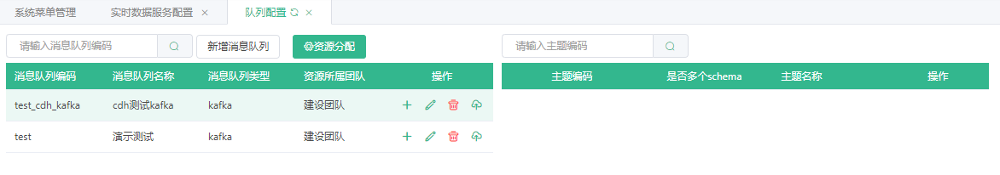 系统菜单管理 实时数据服务配置 队列配置
请输入消息队列编码 新增消息队列 资源分配 请输入主题编码
消息队列编码 消息队列名称 消息队列类型 资源所属团队 操作 主题编码 是否多个schema 主题名称 操作
test_cdh_kafka cdh测试kafka kafka 建设团队
test 演示测试 kafka 建设团队